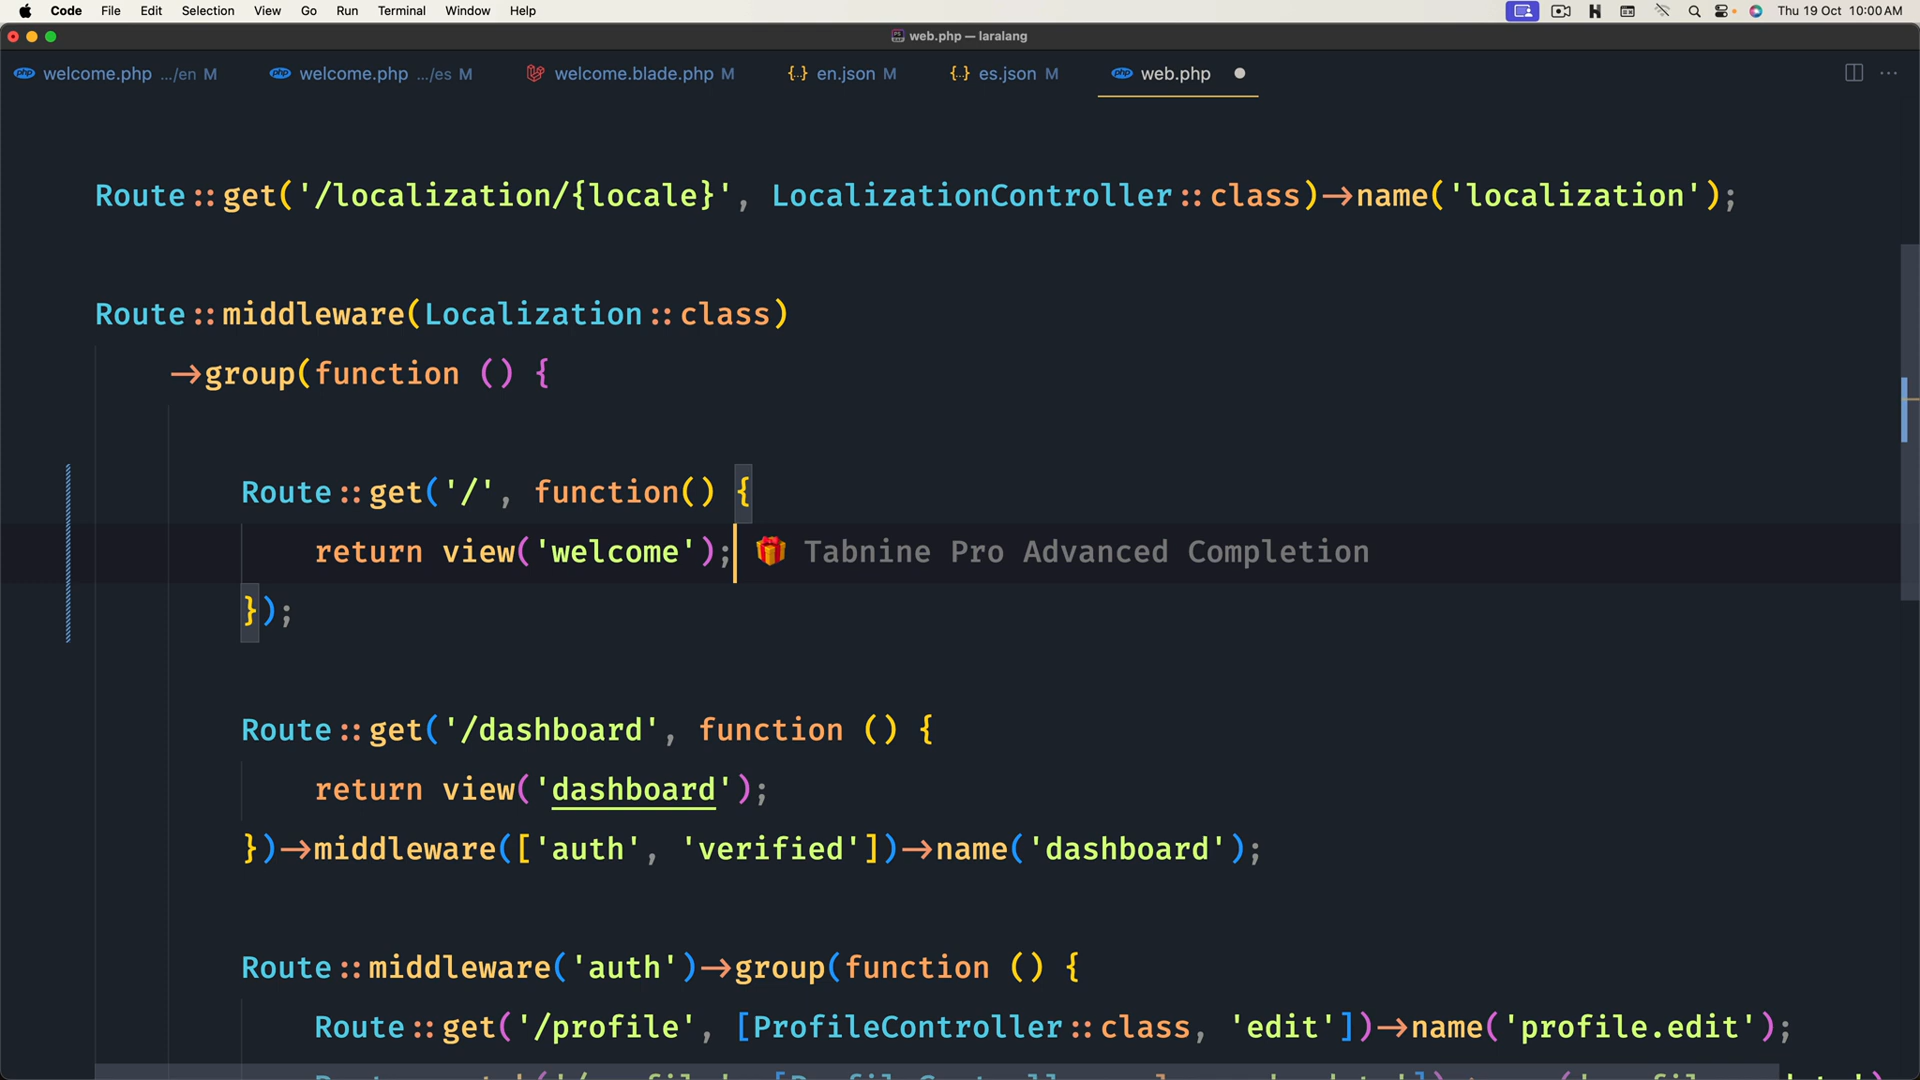 Code File Edit Selection View Go Run Terminal Window Help Thu 19 Oct 10:00 AM
web.php — laralang
welcome.php .../en M welcome.php .../es M welcome.blade.php M {..} en.json M {..} es.json M web.php
Route::get('/localization/{locale}', LocalizationController::class)->name('localization');
Route::middleware(Localization::class)
->group(function () {
Route::get('/', function() {
return view('welcome'); Tabnine Pro Advanced Completion
});
Route::get('/dashboard', function () {
return view('dashboard');
})->middleware(['auth', 'verified'])->name('dashboard');
Route::middleware('auth')->group(function () {
Route::get('/profile', [ProfileController::class, 'edit'])->name('profile.edit');